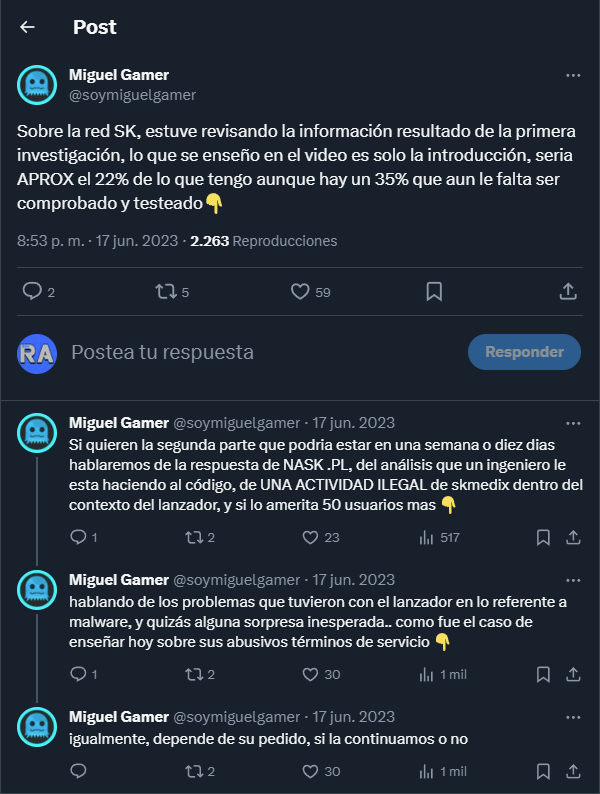 Post
Miguel Gamer
@soymiguelgamer
Sobre la red SK, estuve revisando la información resultado de la primera
investigación, lo que se enseño en el video es solo la introducción, seria
APROX el 22% de lo que tengo aunque hay un 35% que aun le falta ser
comprobado y testeado👇
8:53 p. m. · 17 jun. 2023 · 2.263 Reproducciones
2 5 59
RA Postea tu respuesta Responder
Miguel Gamer @soymiguelgamer · 17 jun. 2023
Si quieren la segunda parte que podria estar en una semana o diez dias
hablaremos de la respuesta de NASK .PL, del análisis que un ingeniero le
esta haciendo al código, de UNA ACTIVIDAD ILEGAL de skmedix dentro del
contexto del lanzador, y si lo amerita 50 usuarios mas 👇
1 2 23 517
Miguel Gamer @soymiguelgamer · 17 jun. 2023
hablando de los problemas que tuvieron con el lanzador en lo referente a
malware, y quizás alguna sorpresa inesperada.. como fue el caso de
enseñar hoy sobre sus abusivos términos de servicio 👇
1 2 30 1 mil
Miguel Gamer @soymiguelgamer · 17 jun. 2023
igualmente, depende de su pedido, si la continuamos o no
2 30 1 mil